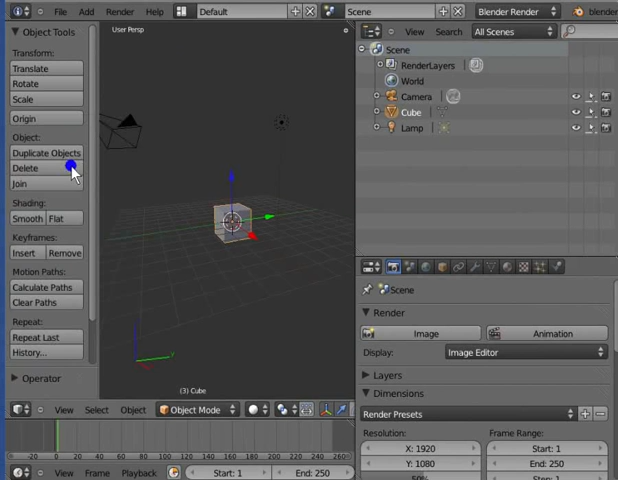 File Add Render Help Default Scene Blender Render blender
Object Tools
Transform:
Translate
Rotate
Scale
Origin
Object:
Duplicate Objects
Delete
Join
Shading:
Smooth Flat
Keyframes:
Insert Remove
Motion Paths:
Calculate Paths
Clear Paths
Repeat:
Repeat Last
History...
Operator
User Persp
(3) Cube
View Select Object Object Mode
-20 0 20 40 60 80 100 120 140 160 180 200 220 240 260
View Frame Playback Start: 1 End: 250
View Search All Scenes
Scene
RenderLayers
World
Camera
Cube
Lamp
Scene
Render
Image Animation
Display: Image Editor
Layers
Dimensions
Render Presets
Resolution: Frame Range:
X: 1920 Start: 1
Y: 1080 End: 250
50% Step: 1